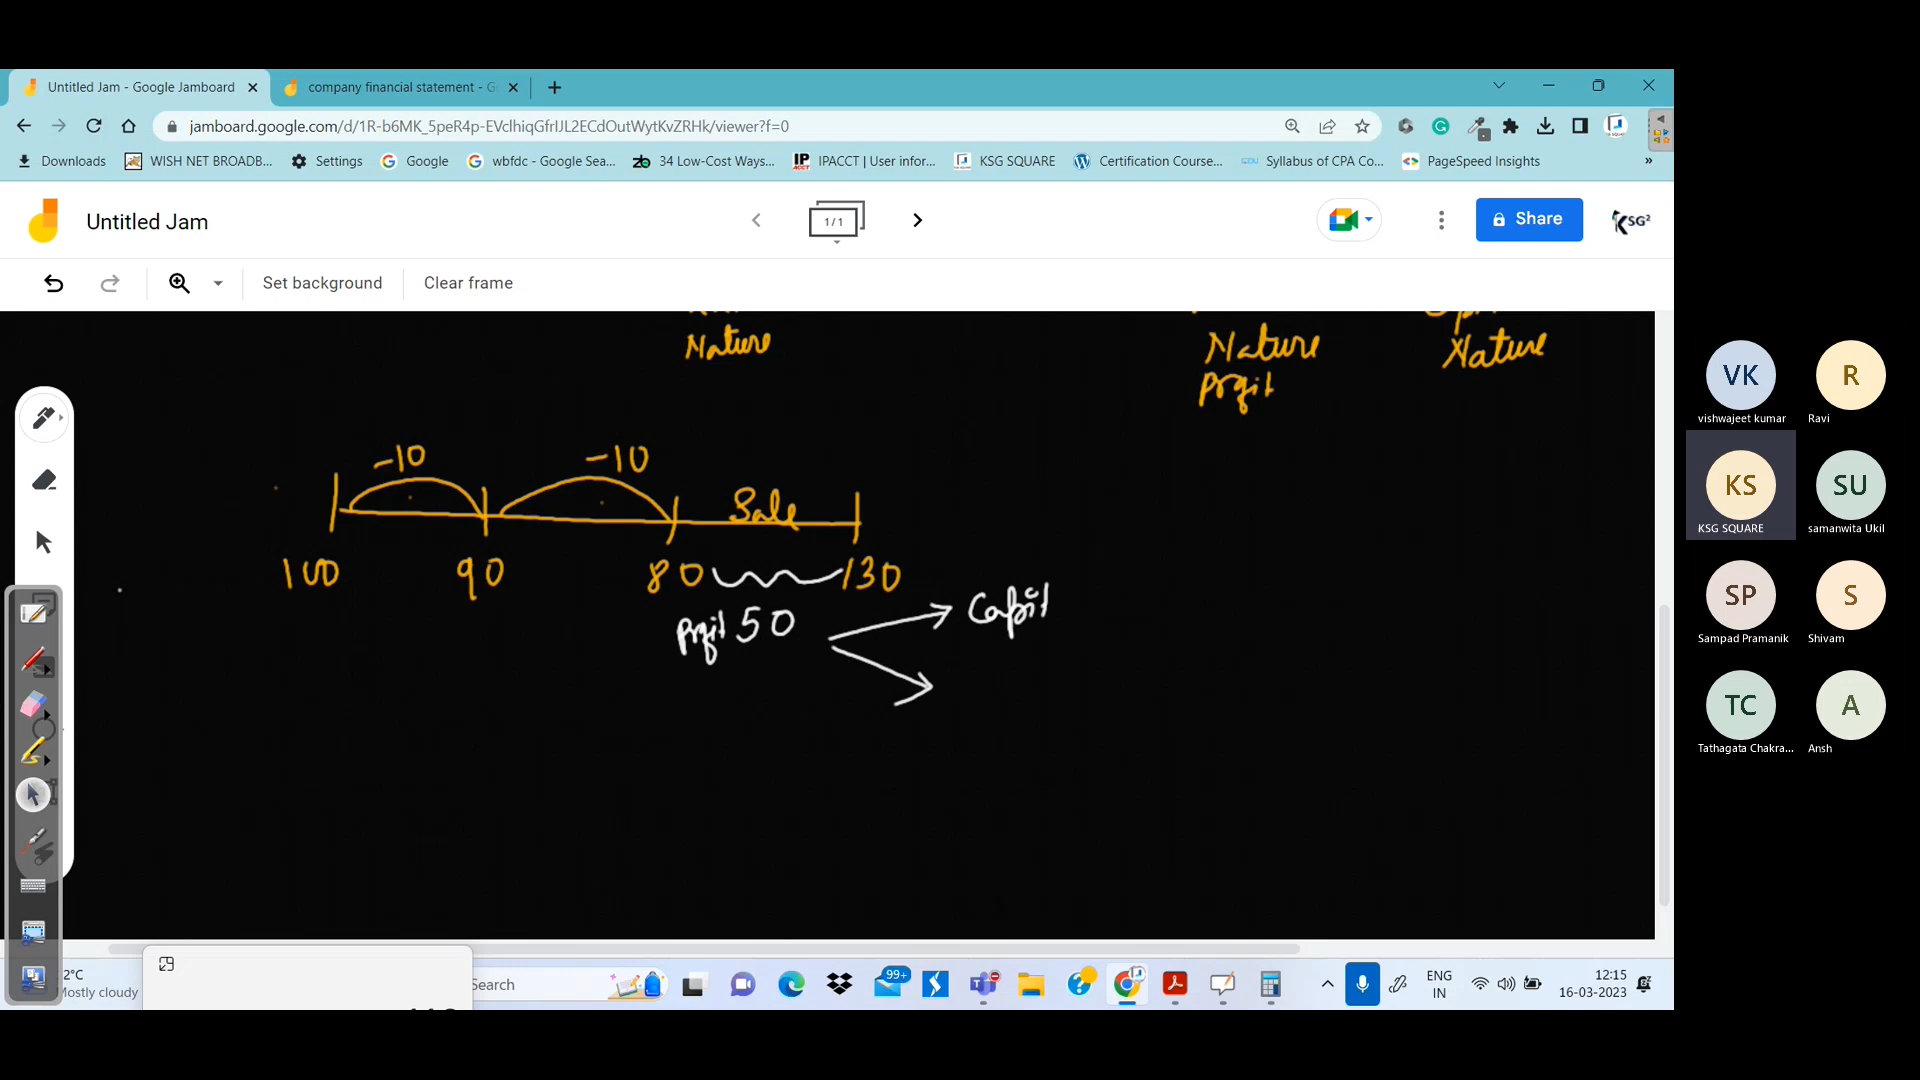 Untitled Jam - Google Jamboard
company financial statement - G
jamboard.google.com/d/1R-b6MK_5peR4p-EVclhiqGfrIJL2ECdOutWytKvZRHk/viewer?f=0
Downloads
WISH NET BROADB...
Settings
Google
wbfdc - Google Sea...
34 Low-Cost Ways...
IPACCT | User infor...
KSG SQUARE
Certification Course...
Syllabus of CPA Co...
PageSpeed Insights
»
Untitled Jam
1/1
Share
KSG²
Set background
Clear frame
Nature
Nature
Nature
Profit
-10
-10
Sale
100
90
80
130
Profit 50
Capit
VK
vishwajeet kumar
R
Ravi
KS
KSG SQUARE
SU
samanwita Ukil
SP
Sampad Pramanik
S
Shivam
TC
Tathagata Chakra...
A
Ansh
2°C
Mostly cloudy
Search
99+
ENG
IN
12:15
16-03-2023